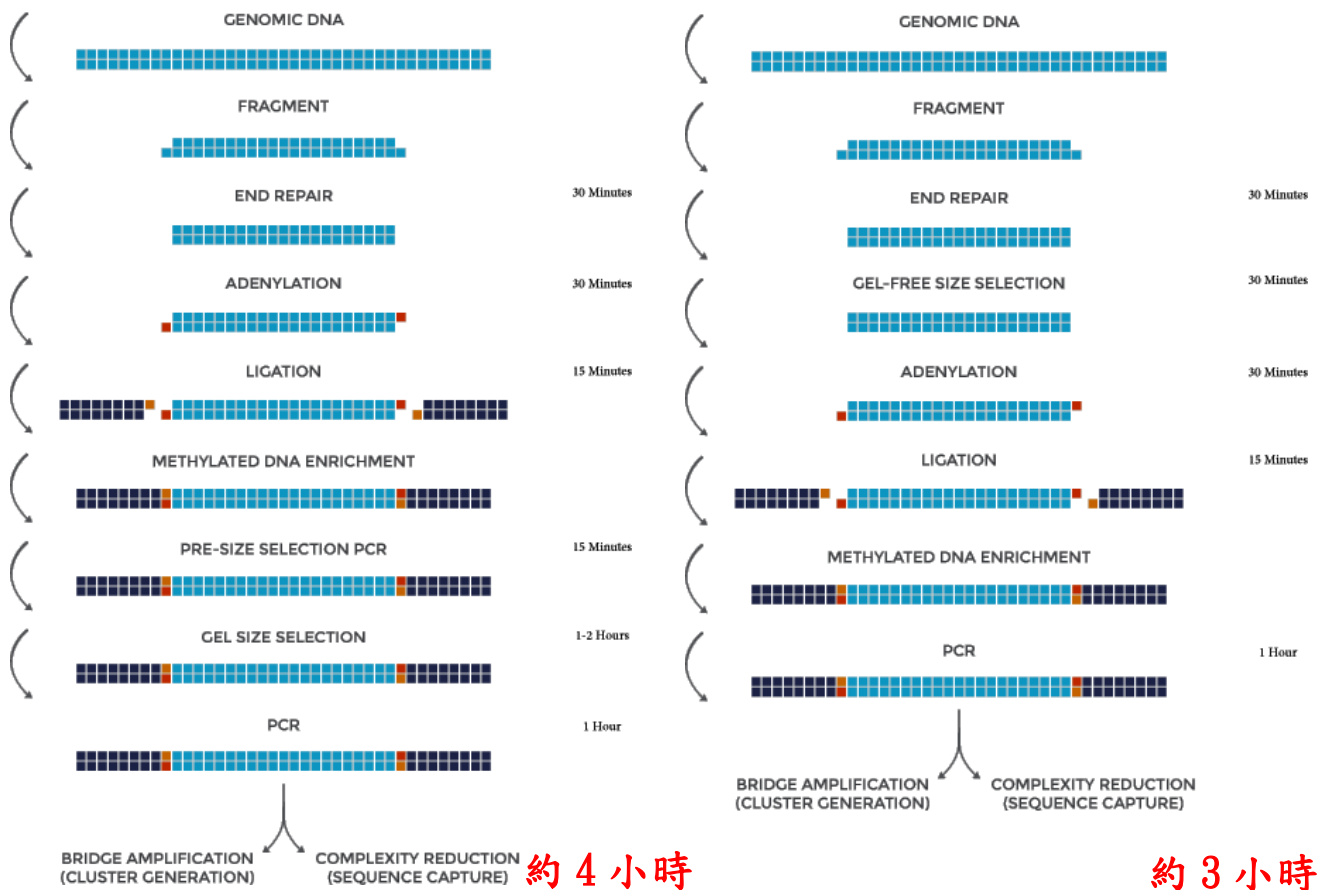 GENOMIC DNA
FRAGMENT
END REPAIR
30 Minutes
ADENYLATION
30 Minutes
LIGATION
15 Minutes
METHYLATED DNA ENRICHMENT
PRE-SIZE SELECTION PCR
15 Minutes
GEL SIZE SELECTION
1-2 Hours
PCR
1 Hour
BRIDGE AMPLIFICATION
(CLUSTER GENERATION)
COMPLEXITY REDUCTION
(SEQUENCE CAPTURE)
約 4 小時
GENOMIC DNA
FRAGMENT
END REPAIR
30 Minutes
GEL-FREE SIZE SELECTION
30 Minutes
ADENYLATION
30 Minutes
LIGATION
15 Minutes
METHYLATED DNA ENRICHMENT
PCR
1 Hour
BRIDGE AMPLIFICATION
(CLUSTER GENERATION)
COMPLEXITY REDUCTION
(SEQUENCE CAPTURE)
約 3 小時